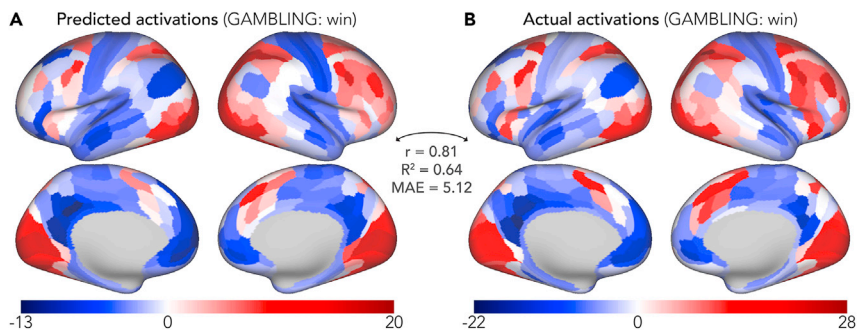 A Predicted activations (GAMBLING: win)
B Actual activations (GAMBLING: win)
r = 0.81
R² = 0.64
MAE = 5.12
-13 0 20
-22 0 28